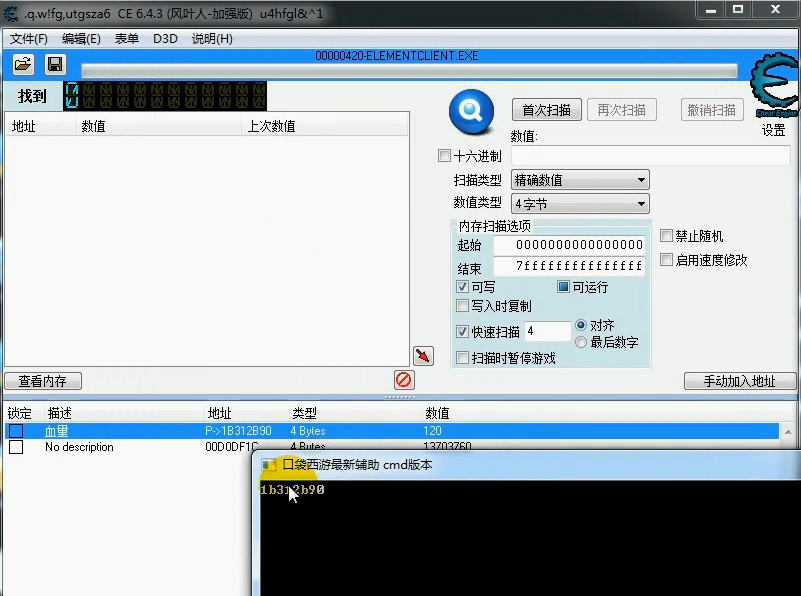 .q.w!fg,utgsza6 CE 6.4.3 (风叶人-加强版) u4hfgl&^1
文件(F) 编辑(E) 表单 D3D 说明(H)
00000420-ELEMENTCLIENT.EXE
找到
地址 数值 上次数值
首次扫描 再次扫描 撤销扫描
Cheat Engine
设置
数值:
十六进制
扫描类型 精确数值
数值类型 4字节
内存扫描选项
起始 0000000000000000
结束 7fffffffffffffff
可写 可运行
写入时复制
快速扫描 4 对齐
最后数字
扫描时暂停游戏
禁止随机
启用速度修改
查看内存 手动加入地址
锁定 描述 地址 类型 数值
血量 P->1B312B90 4 Bytes 120
No description 00D0DF1C 4 Bytes 13703760
口袋西游最新辅助 cmd版本
1b312b90